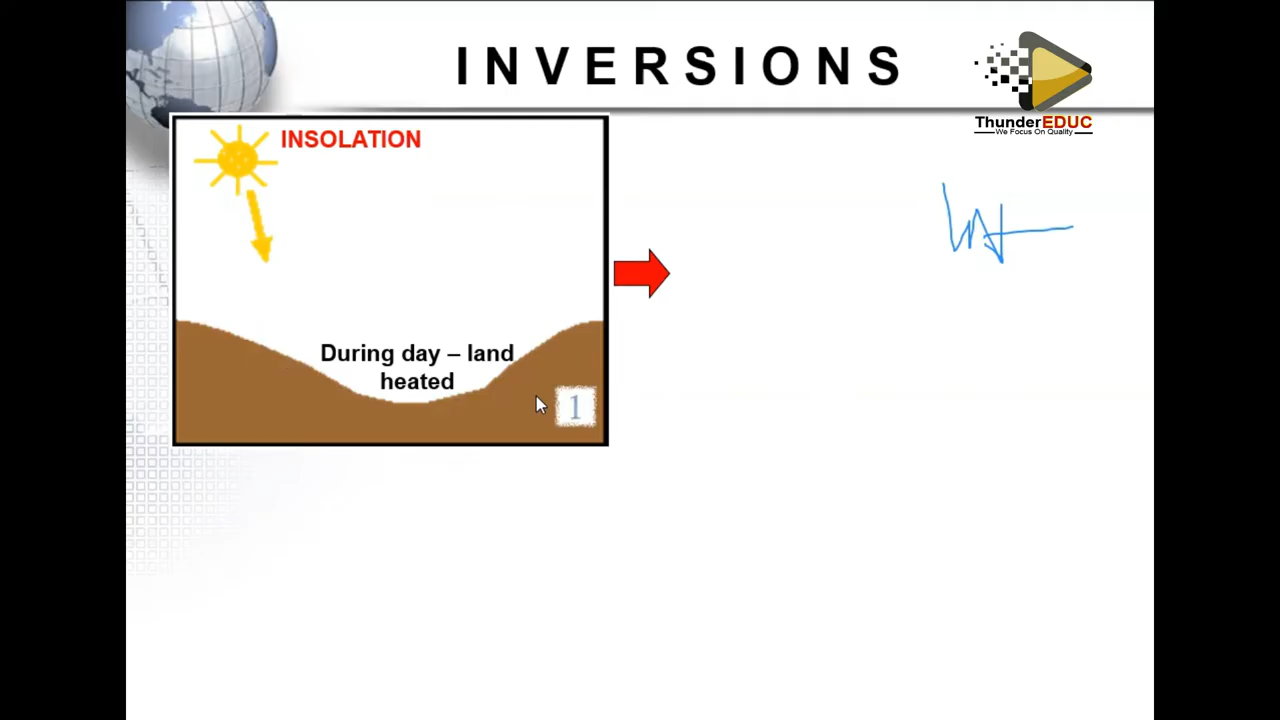 INVERSIONS
ThunderEDUC
We Focus On Quality
INSOLATION
During day – land
heated
1